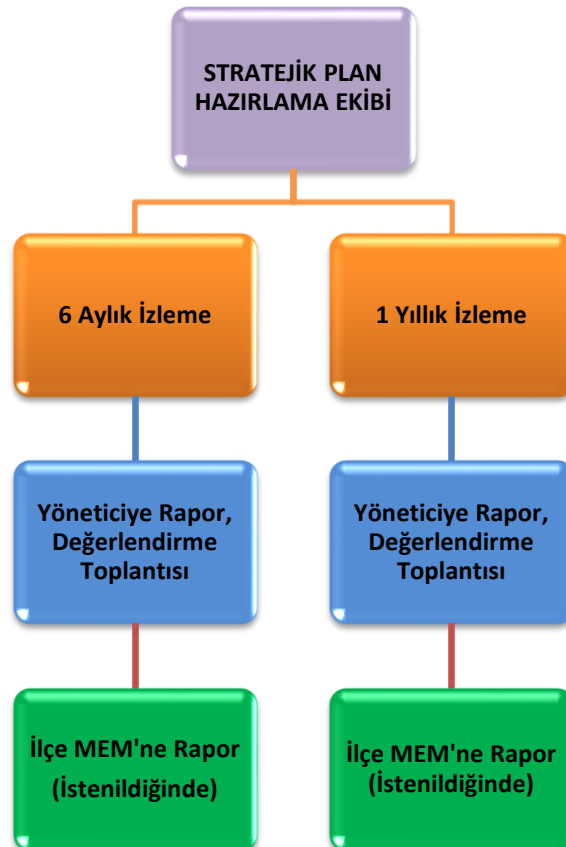 STRATEJİK PLAN
HAZIRLAMA EKİBİ
6 Aylık İzleme
1 Yıllık İzleme
Yöneticiye Rapor,
Değerlendirme
Toplantısı
Yöneticiye Rapor,
Değerlendirme
Toplantısı
İlçe MEM'ne Rapor
(İstenildiğinde)
İlçe MEM'ne Rapor
(İstenildiğinde)